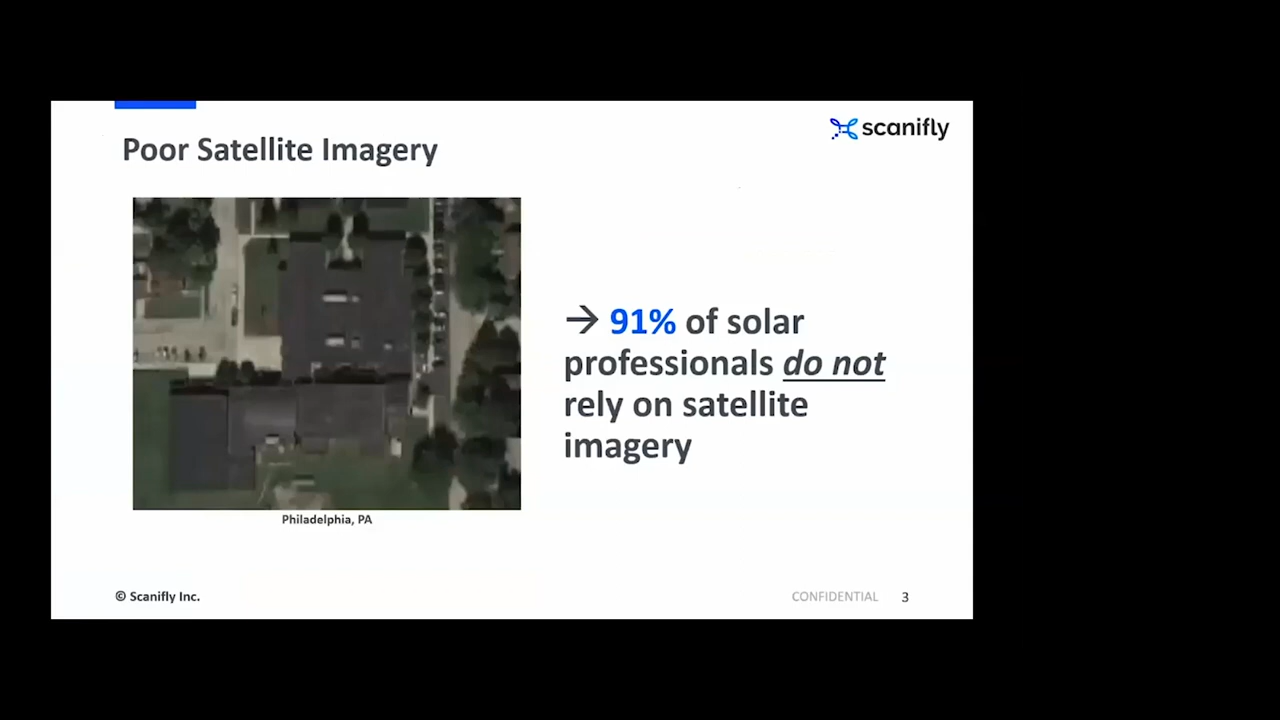 scanifly
Poor Satellite Imagery
→ 91% of solar
professionals do not
rely on satellite
imagery
Philadelphia, PA
© Scanifly Inc.
CONFIDENTIAL 3